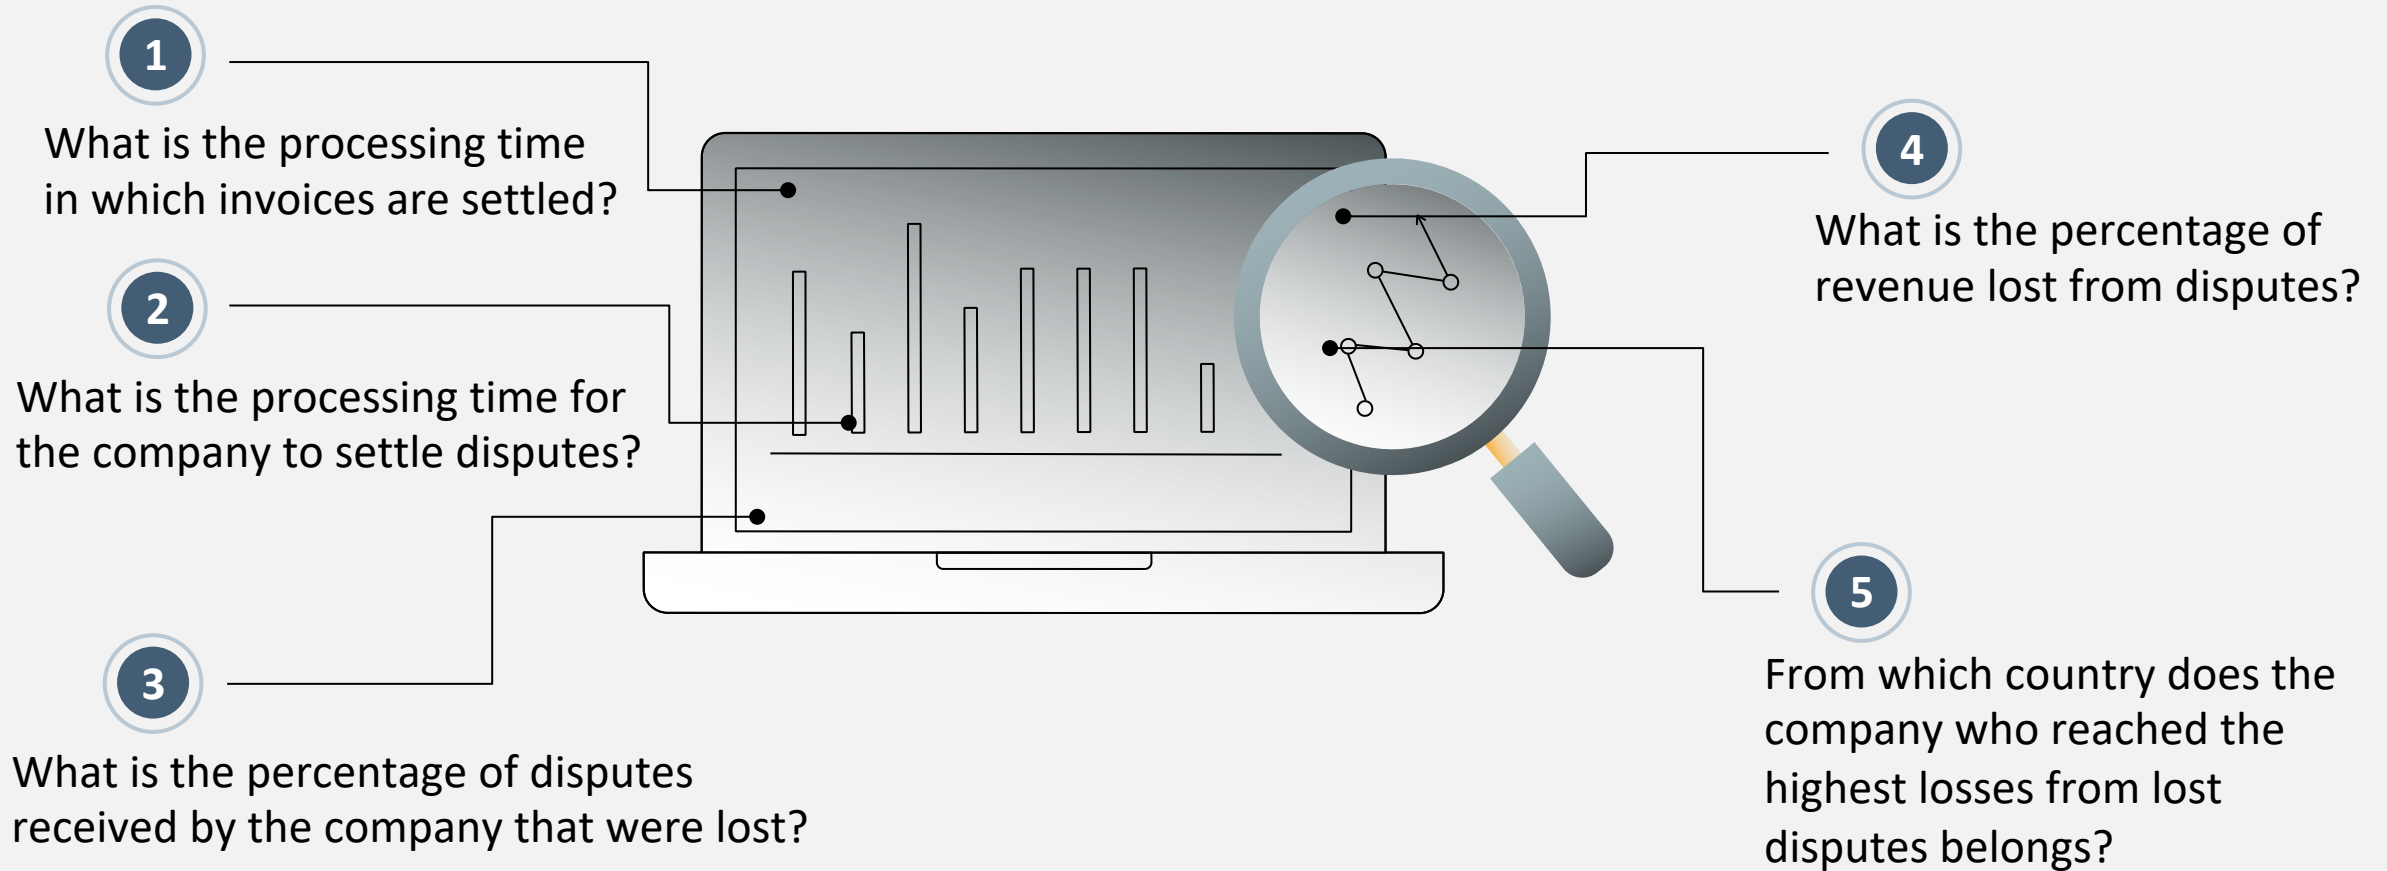 1
What is the processing time
in which invoices are settled?
2
What is the processing time for
the company to settle disputes?
3
What is the percentage of disputes
received by the company that were lost?
4
What is the percentage of
revenue lost from disputes?
5
From which country does the
company who reached the
highest losses from lost
disputes belongs?